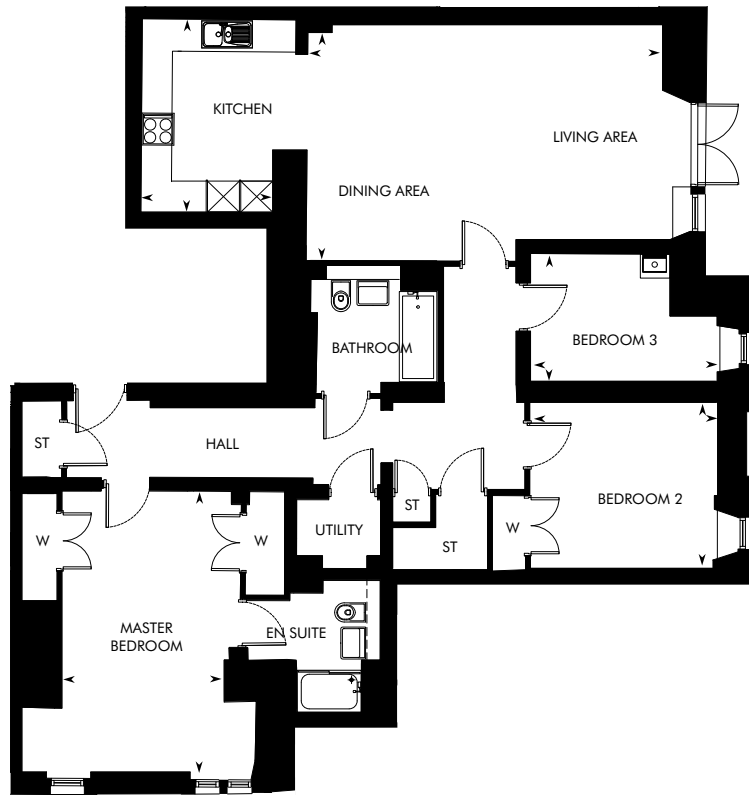 KITCHEN
LIVING AREA
DINING AREA
BEDROOM 3
BATHROOM
ST
HALL
BEDROOM 2
ST
UTILITY
W
W
ST
W
MASTER
BEDROOM
EN SUITE